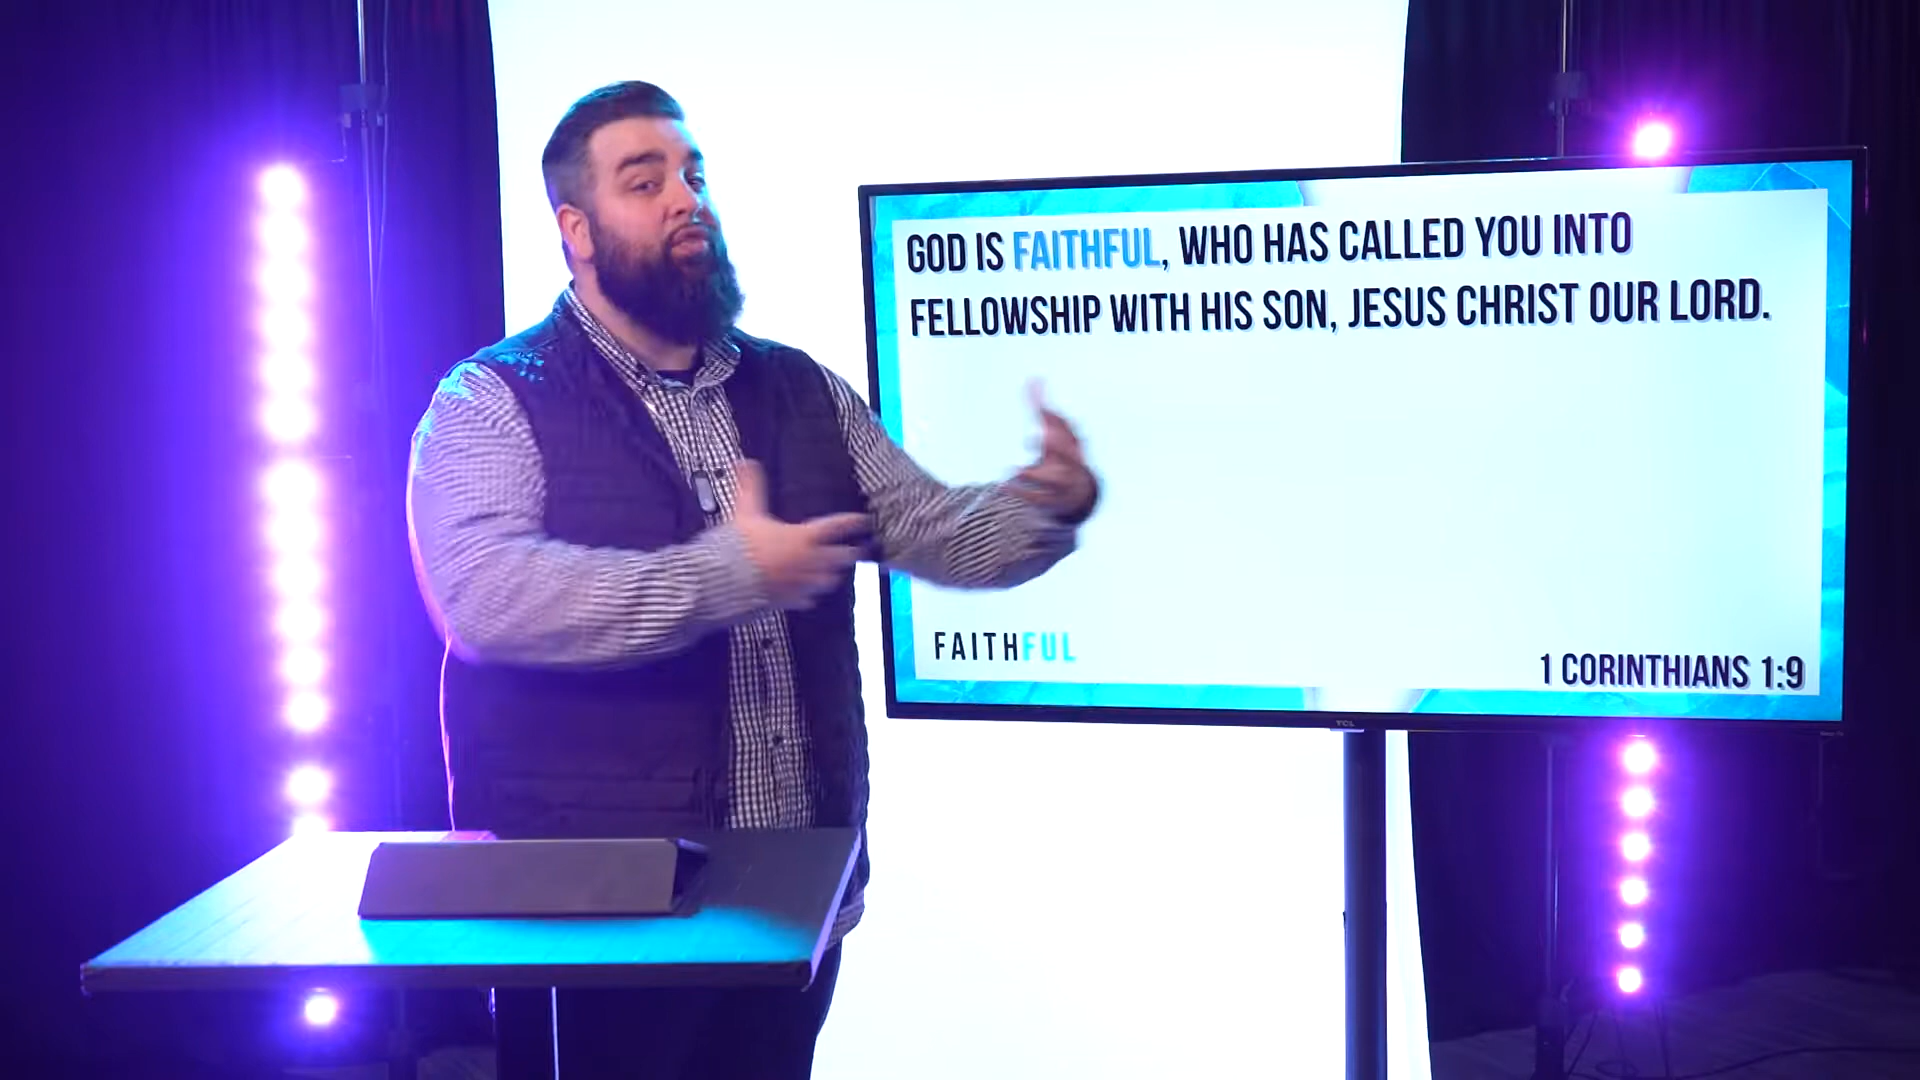 GOD IS FAITHFUL, WHO HAS CALLED YOU INTO
FELLOWSHIP WITH HIS SON, JESUS CHRIST OUR LORD.
FAITHFUL
1 CORINTHIANS 1:9
TCL